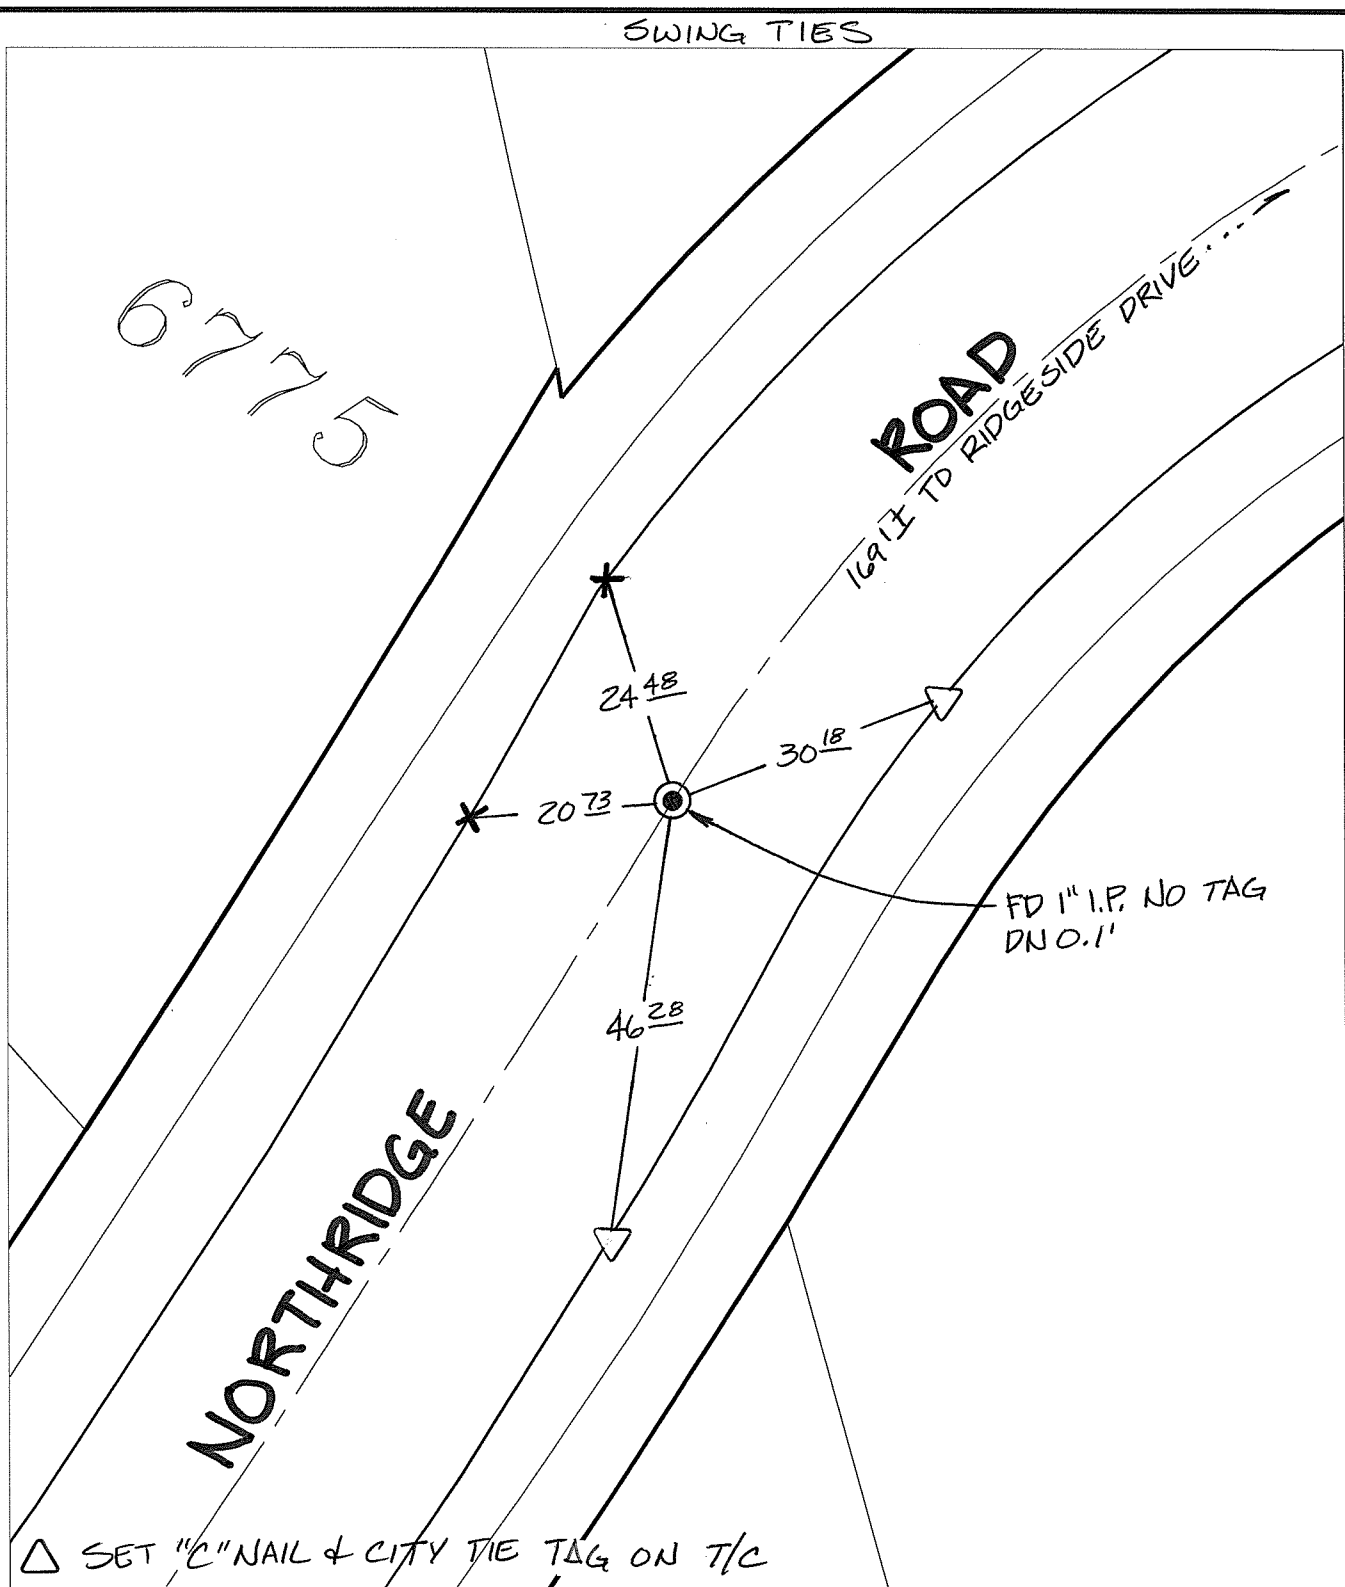 SWING TIES
6775
ROAD
169'± TO RIDGESIDE DRIVE....
24 48
30 18
20 73
FD 1" I.P. NO TAG
DN 0.1'
46 28
NORTHRIDGE
△ SET "C" NAIL & CITY TIE TAG ON T/C